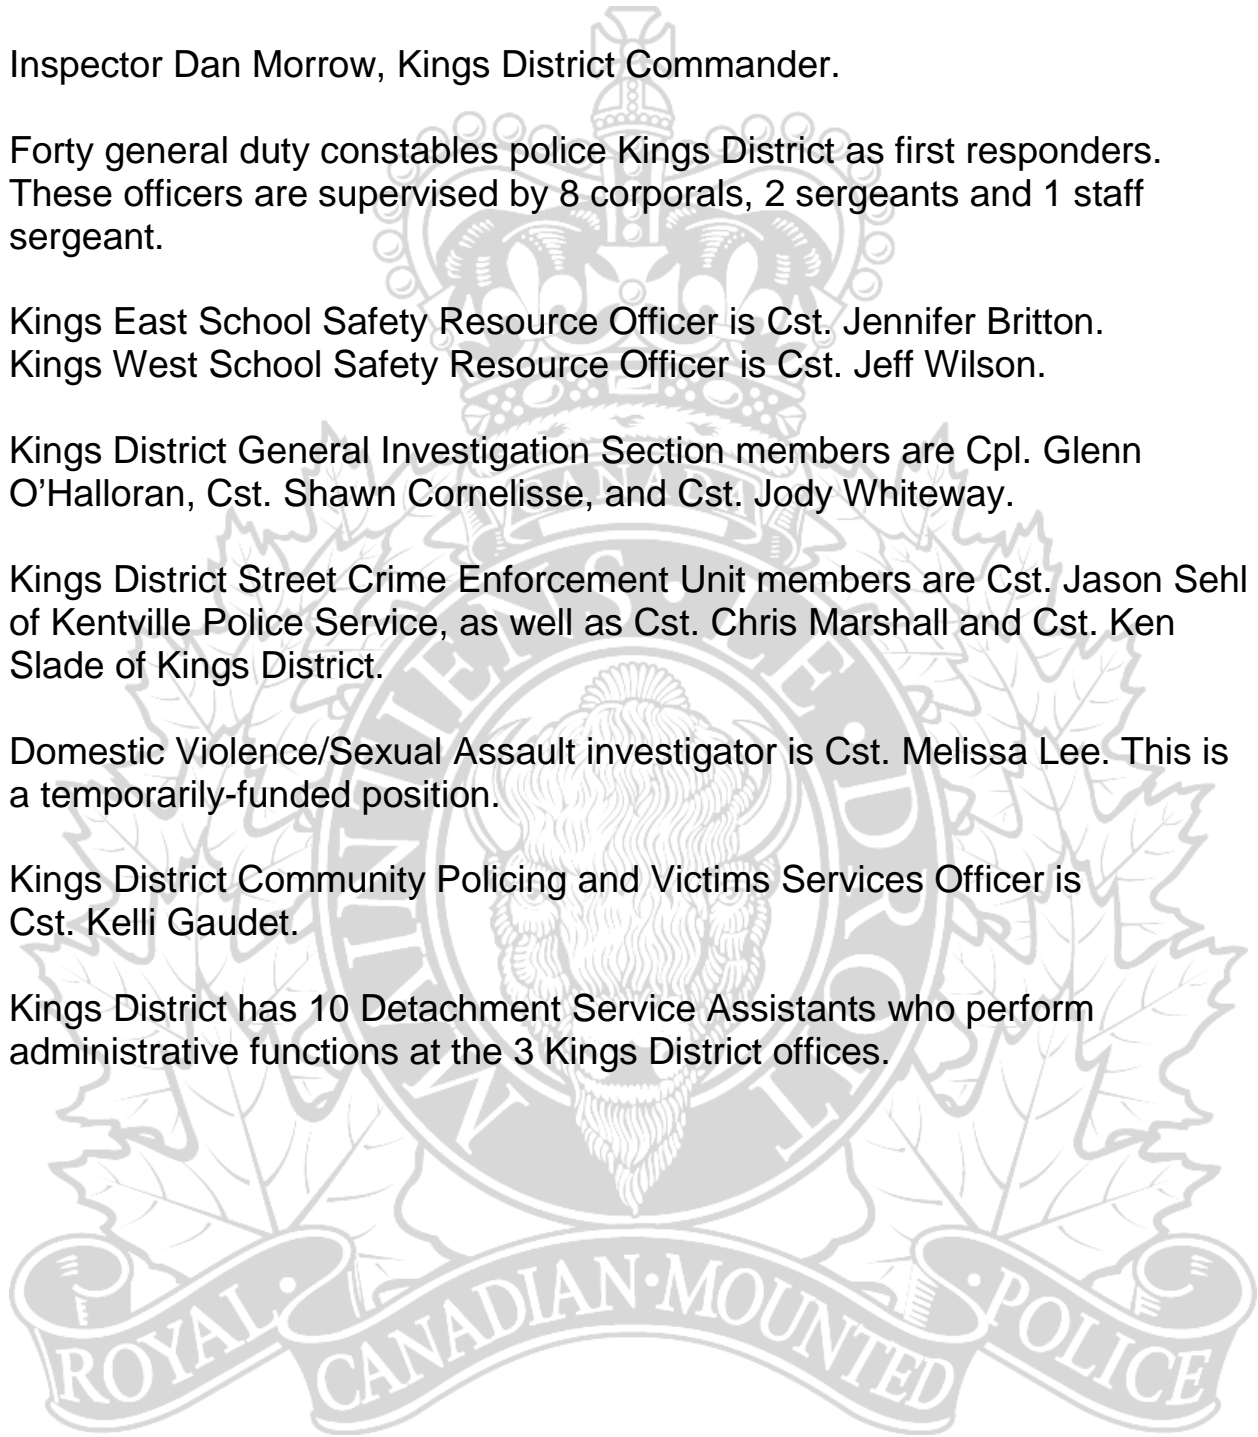 Inspector Dan Morrow, Kings District Commander.
Forty general duty constables police Kings District as first responders.
These officers are supervised by 8 corporals, 2 sergeants and 1 staff
sergeant.
Kings East School Safety Resource Officer is Cst. Jennifer Britton.
Kings West School Safety Resource Officer is Cst. Jeff Wilson.
Kings District General Investigation Section members are Cpl. Glenn
O’Halloran, Cst. Shawn Cornelisse, and Cst. Jody Whiteway.
Kings District Street Crime Enforcement Unit members are Cst. Jason Sehl
of Kentville Police Service, as well as Cst. Chris Marshall and Cst. Ken
Slade of Kings District.
Domestic Violence/Sexual Assault investigator is Cst. Melissa Lee. This is
a temporarily-funded position.
Kings District Community Policing and Victims Services Officer is
Cst. Kelli Gaudet.
Kings District has 10 Detachment Service Assistants who perform
administrative functions at the 3 Kings District offices.
CANADA
MAINTIENS·LE·DROIT
ROYAL·CANADIAN·MOUNTED·POLICE